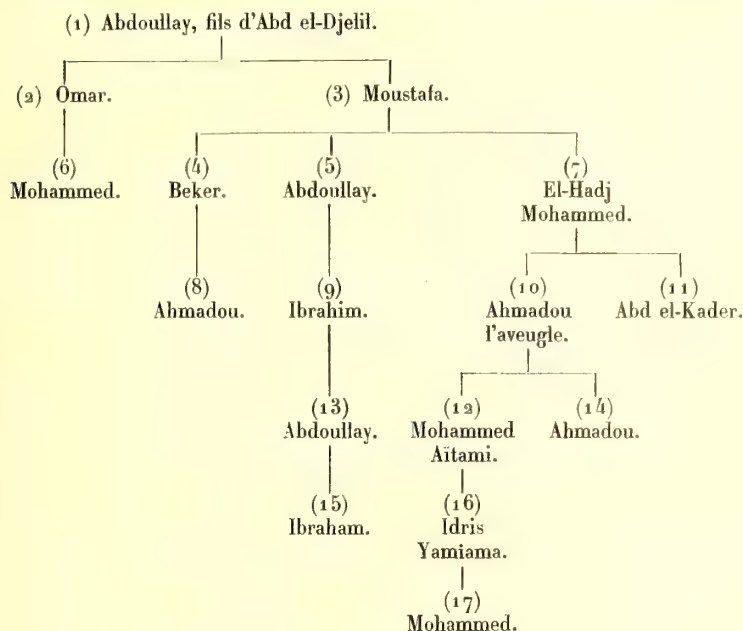 (1) Abdoullay, fils d'Abd el-Djelil.
(2) Omar. (3) Moustafa.
(6) (4) (5) (7)
Mohammed. Beker. Abdoullay. El-Hadj
Mohammed.
(8) (9) (10) (11)
Ahmadou. Ibrahim. Ahmadou Abd el-Kader.
l'aveugle.
(13) (12) (14)
Abdoullay. Mohammed Ahmadou.
Aïtami.
(15) (16)
Ibraham. Idris
Yamiama.
(17)
Mohammed.